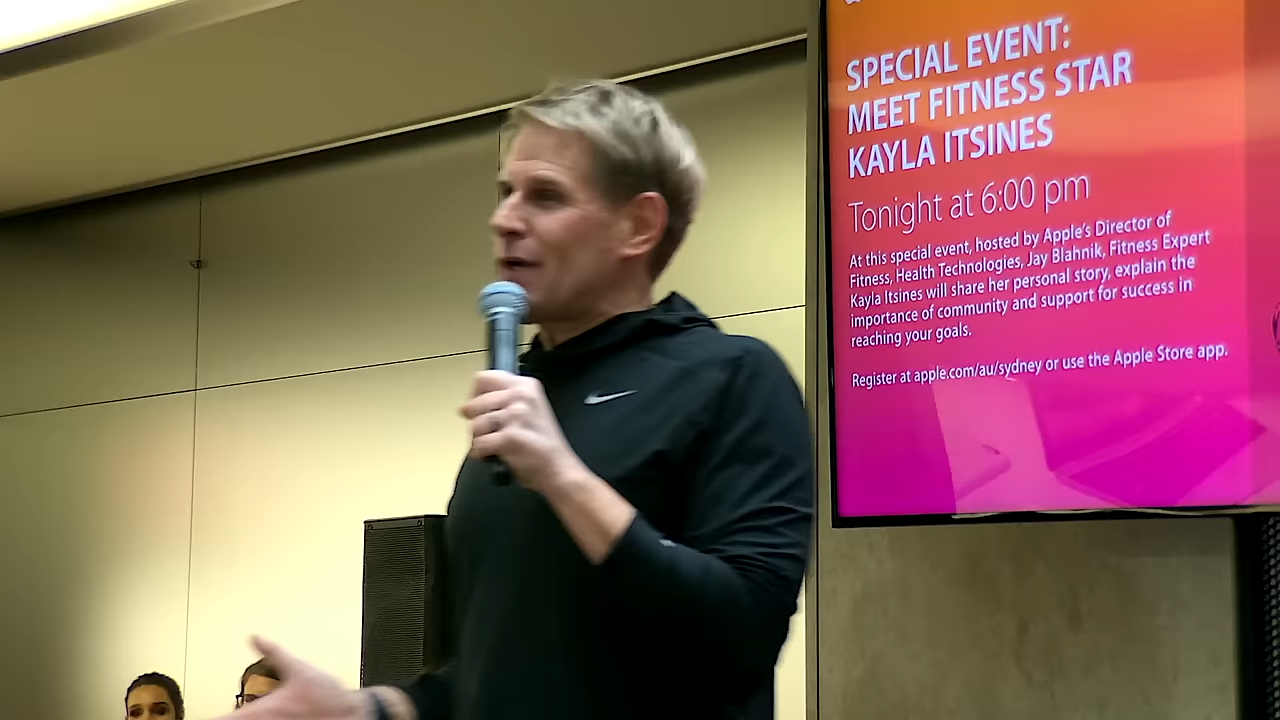 SPECIAL EVENT:
MEET FITNESS STAR
KAYLA ITSINES
Tonight at 6:00 pm
At this special event, hosted by Apple's Director of
Fitness, Health Technologies, Jay Blahnik, Fitness Expert
Kayla Itsines will share her personal story, explain the
importance of community and support for success in
reaching your goals.
Register at apple.com/au/sydney or use the Apple Store app.